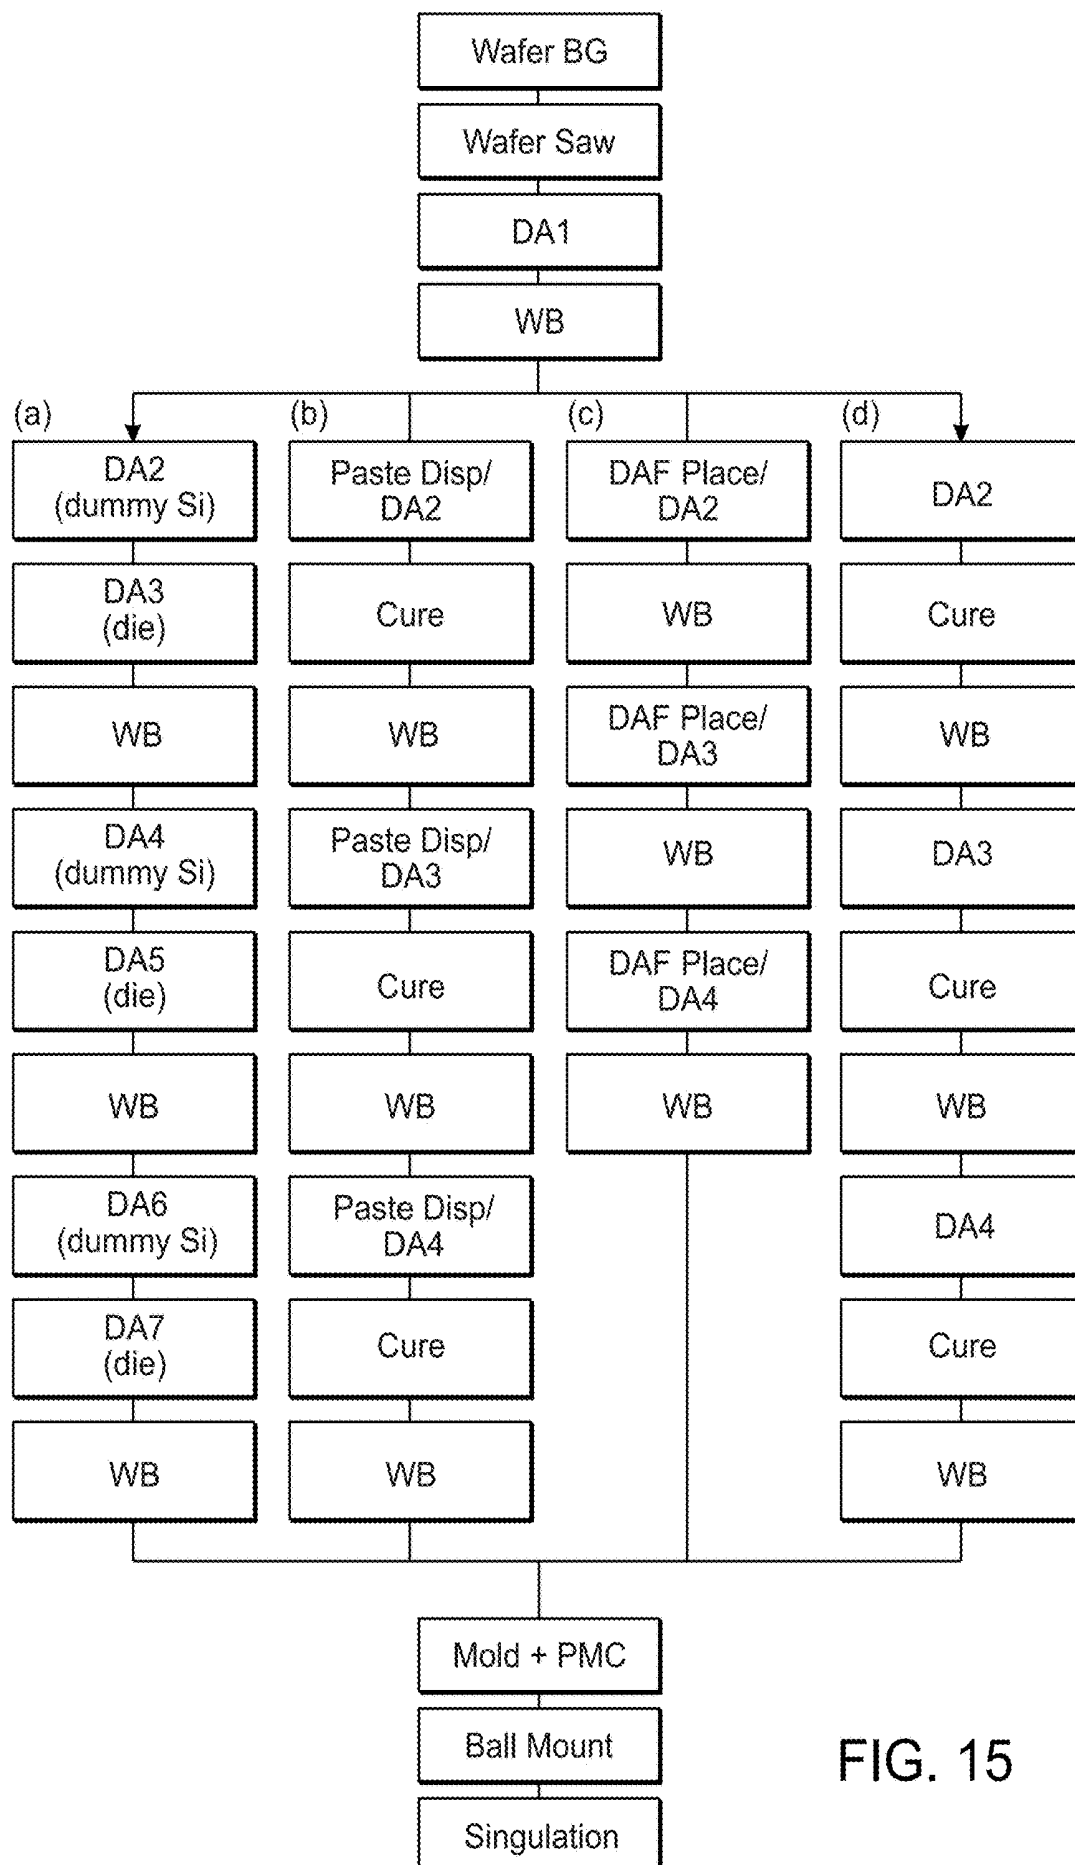 Wafer BG
Wafer Saw
DA1
WB
(a)
DA2
(dummy Si)
DA3
(die)
WB
DA4
(dummy Si)
DA5
(die)
WB
DA6
(dummy Si)
DA7
(die)
WB
(b)
Paste Disp/
DA2
Cure
WB
Paste Disp/
DA3
Cure
WB
Paste Disp/
DA4
Cure
WB
(c)
DAF Place/
DA2
WB
DAF Place/
DA3
WB
DAF Place/
DA4
WB
(d)
DA2
Cure
WB
DA3
Cure
WB
DA4
Cure
WB
Mold + PMC
Ball Mount
Singulation
FIG. 15